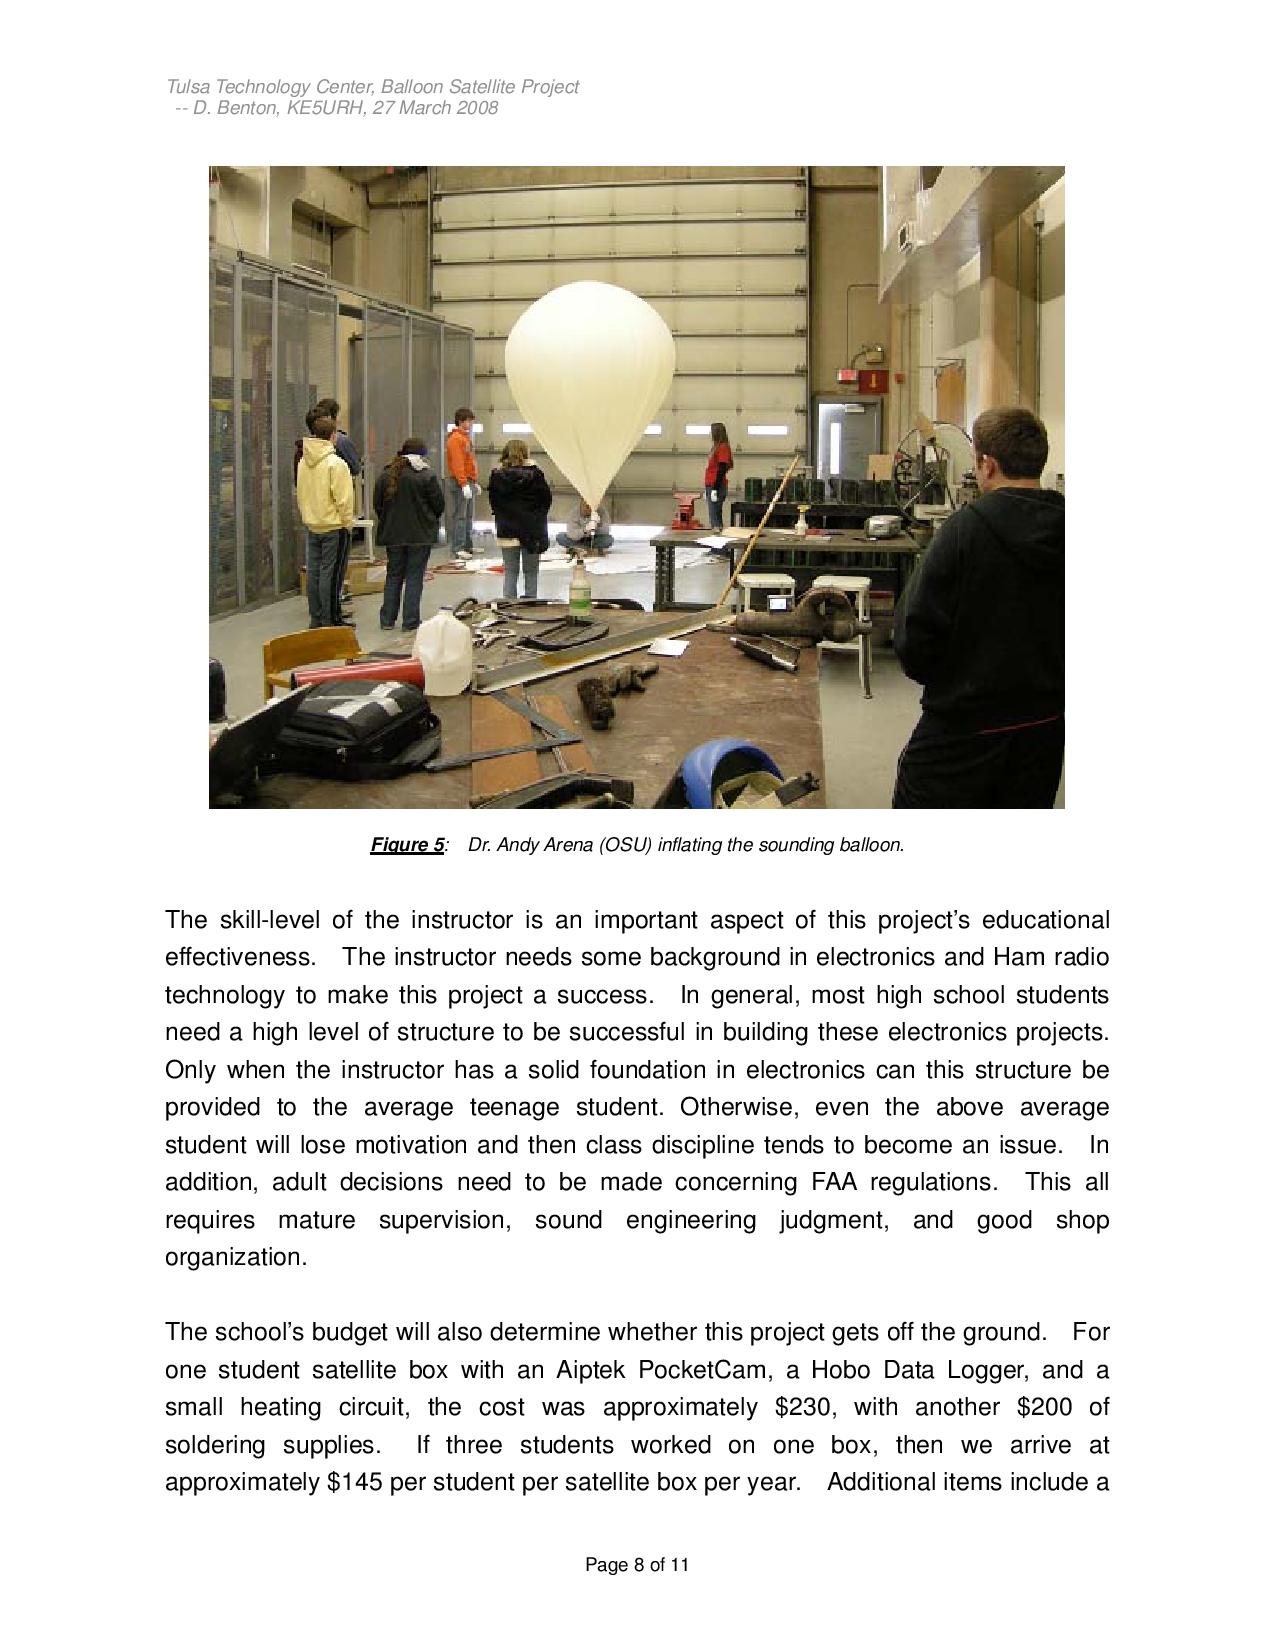 Tulsa Technology Center, Balloon Satellite Project
-- D. Benton, KE5URH, 27 March 2008
Figure 5: Dr. Andy Arena (OSU) inflating the sounding balloon.
The skill-level of the instructor is an important aspect of this project’s educational
effectiveness. The instructor needs some background in electronics and Ham radio
technology to make this project a success. In general, most high school students
need a high level of structure to be successful in building these electronics projects.
Only when the instructor has a solid foundation in electronics can this structure be
provided to the average teenage student. Otherwise, even the above average
student will lose motivation and then class discipline tends to become an issue. In
addition, adult decisions need to be made concerning FAA regulations. This all
requires mature supervision, sound engineering judgment, and good shop
organization.
The school’s budget will also determine whether this project gets off the ground. For
one student satellite box with an Aiptek PocketCam, a Hobo Data Logger, and a
small heating circuit, the cost was approximately $230, with another $200 of
soldering supplies. If three students worked on one box, then we arrive at
approximately $145 per student per satellite box per year. Additional items include a
Page 8 of 11